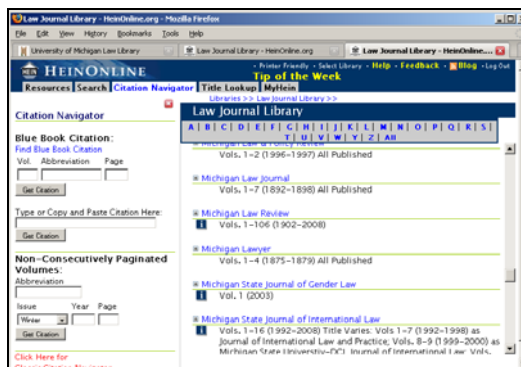 Law Journal Library - HeinOnline.org - Mozilla Firefox
File Edit View History Bookmarks Tools Help
University of Michigan Law Library
Law Journal Library - HeinOnline.org
Law Journal Library - HeinOnline....
HEINONLINE
• Printer Friendly • Select Library • Help • Feedback • Blog • Log Out
Tip of the Week
Resources Search Citation Navigator Title Lookup MyHein
Libraries >> Law Journal Library >>
Citation Navigator
Blue Book Citation:
Find Blue Book Citation
Vol. Abbreviation Page
Get Citation
Type or Copy and Paste Citation Here:
Get Citation
Non-Consecutively Paginated
Volumes:
Abbreviation
Issue Year Page
Winter
Get Citation
Click Here for
Law Journal Library
A | B | C | D | E | F | G | H | I | J | K | L | M | N | O | P | Q | R | S |
T | U | V | W | Y | Z | All
Vols. 1-2 (1996-1997) All Published
Michigan Law Journal
Vols. 1-7 (1892-1898) All Published
Michigan Law Review
Vols. 1-106 (1902-2008)
Michigan Lawyer
Vols. 1-4 (1875-1879) All Published
Michigan State Journal of Gender Law
Vol. 1 (2003)
Michigan State Journal of International Law
Vols. 1-16 (1992-2008) Title Varies: Vols 1-7 (1992-1998) as
Journal of International Law and Practice; Vols. 8-9 (1999-2000) as
Michigan State Universtiy-DCL Journal of International Law; Vols.